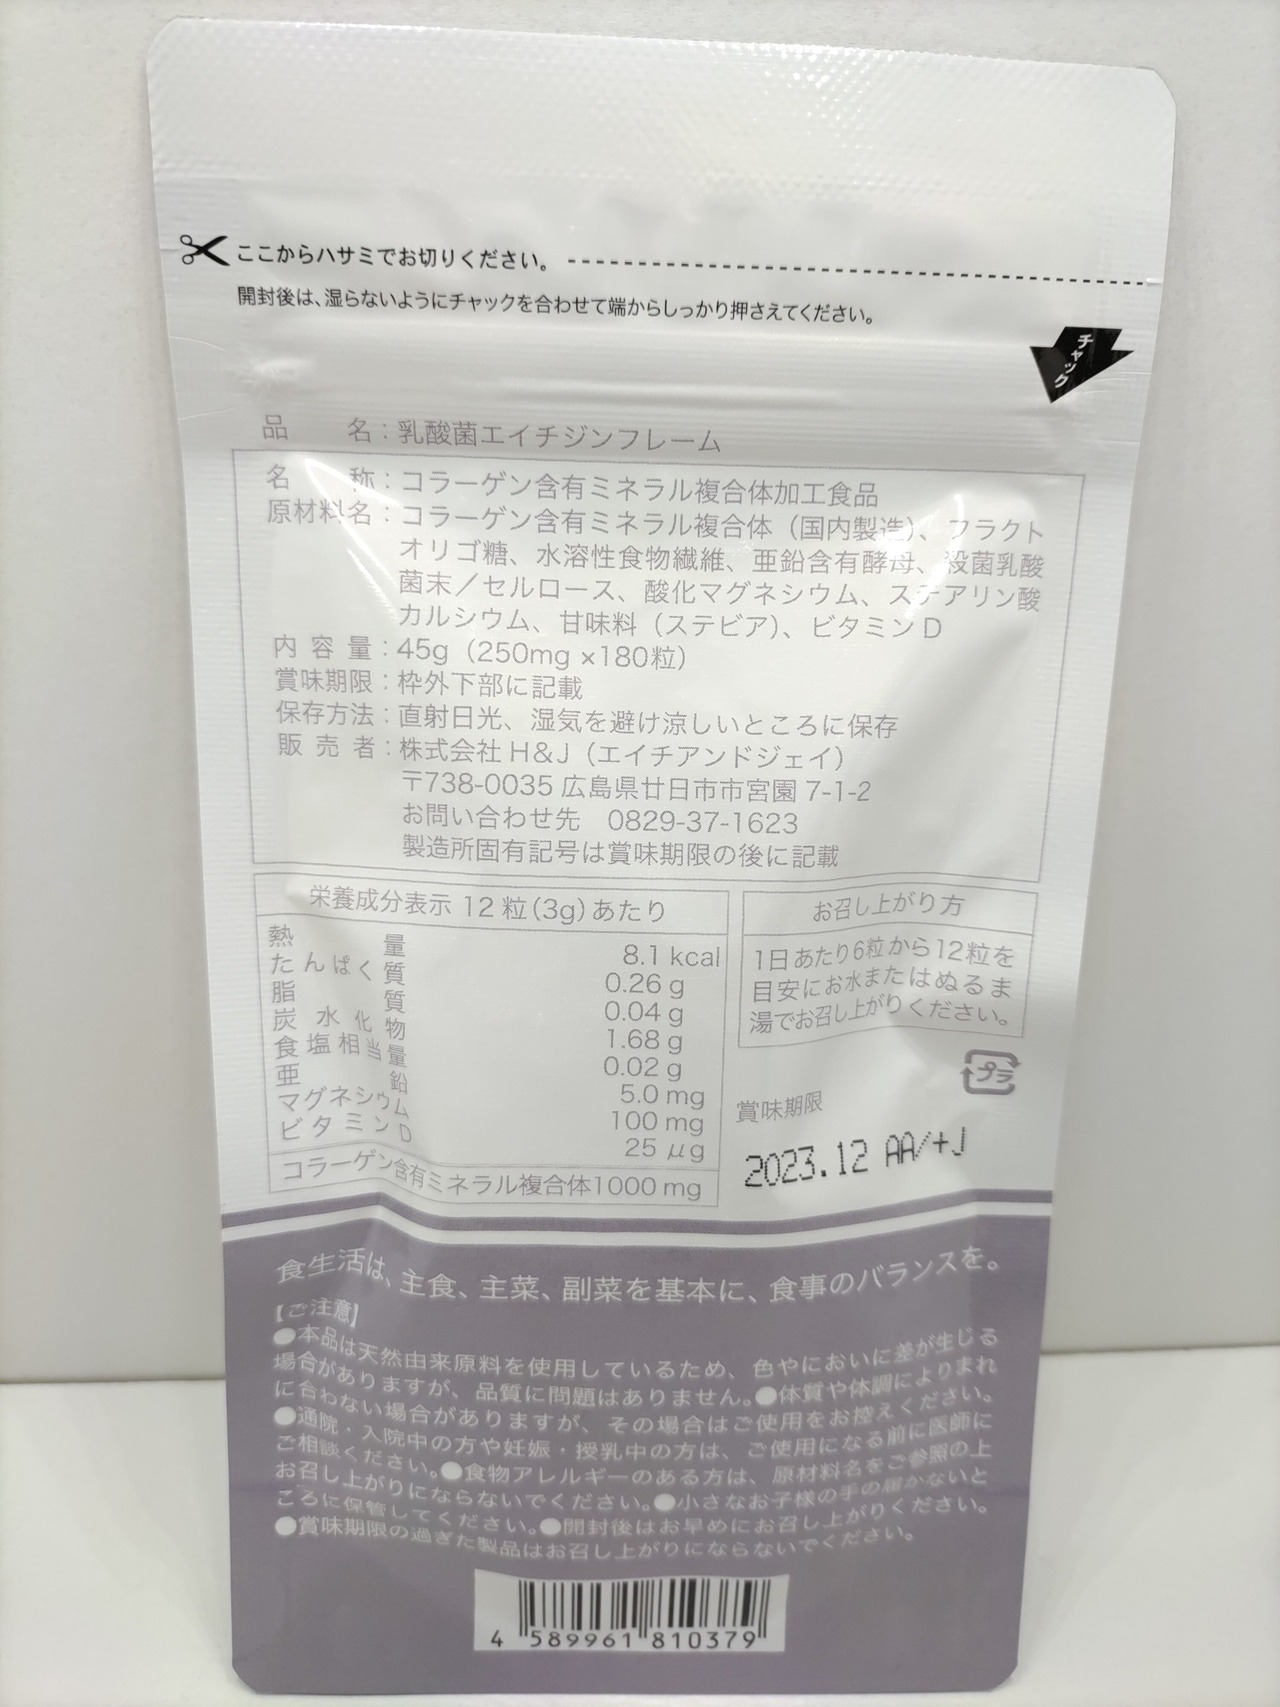 ここからハサミでお切りください。
開封後は、湿らないようにチャックを合わせて端からしっかり押さえてください。
チャック
品名：乳酸菌エイチジンフレーム
名称：コラーゲン含有ミネラル複合体加工食品
原材料名：コラーゲン含有ミネラル複合体（国内製造）、フラクト
オリゴ糖、水溶性食物繊維、亜鉛含有酵母、殺菌乳酸
菌末／セルロース、酸化マグネシウム、ステアリン酸
カルシウム、甘味料（ステビア）、ビタミンD
内容量：45g（250mg ×180粒）
賞味期限：枠外下部に記載
保存方法：直射日光、湿気を避け涼しいところに保存
販売者：株式会社 H&J（エイチアンドジェイ）
〒738-0035 広島県廿日市市宮園 7-1-2
お問い合わせ先 0829-37-1623
製造所固有記号は賞味期限の後に記載
栄養成分表示 12 粒（3g）あたり
熱量 8.1 kcal
たんぱく質 0.26 g
脂質 0.04 g
炭水化物 1.68 g
食塩相当量 0.02 g
亜鉛 5.0 mg
マグネシウム 100 mg
ビタミンD 25 μg
コラーゲン含有ミネラル複合体1000 mg
お召し上がり方
1日あたり6粒から12粒を
目安にお水またはぬるま
湯でお召し上がりください。
プラ
賞味期限
2023.12 AA/+J
食生活は、主食、主菜、副菜を基本に、食事のバランスを。
【ご注意】
●本品は天然由来原料を使用しているため、色やにおいに差が生じる
場合がありますが、品質に問題はありません。●体質や体調によりまれ
に合わない場合がありますが、その場合はご使用をお控えください。
●通院・入院中の方や妊娠・授乳中の方は、ご使用になる前に医師に
ご相談ください。●食物アレルギーのある方は、原材料名をご参照の上
お召し上がりにならないでください。●小さなお子様の手の届かないと
ころに保管してください。●開封後はお早めにお召し上がりください。
●賞味期限の過ぎた製品はお召し上がりにならないでください。
4 589961 810379